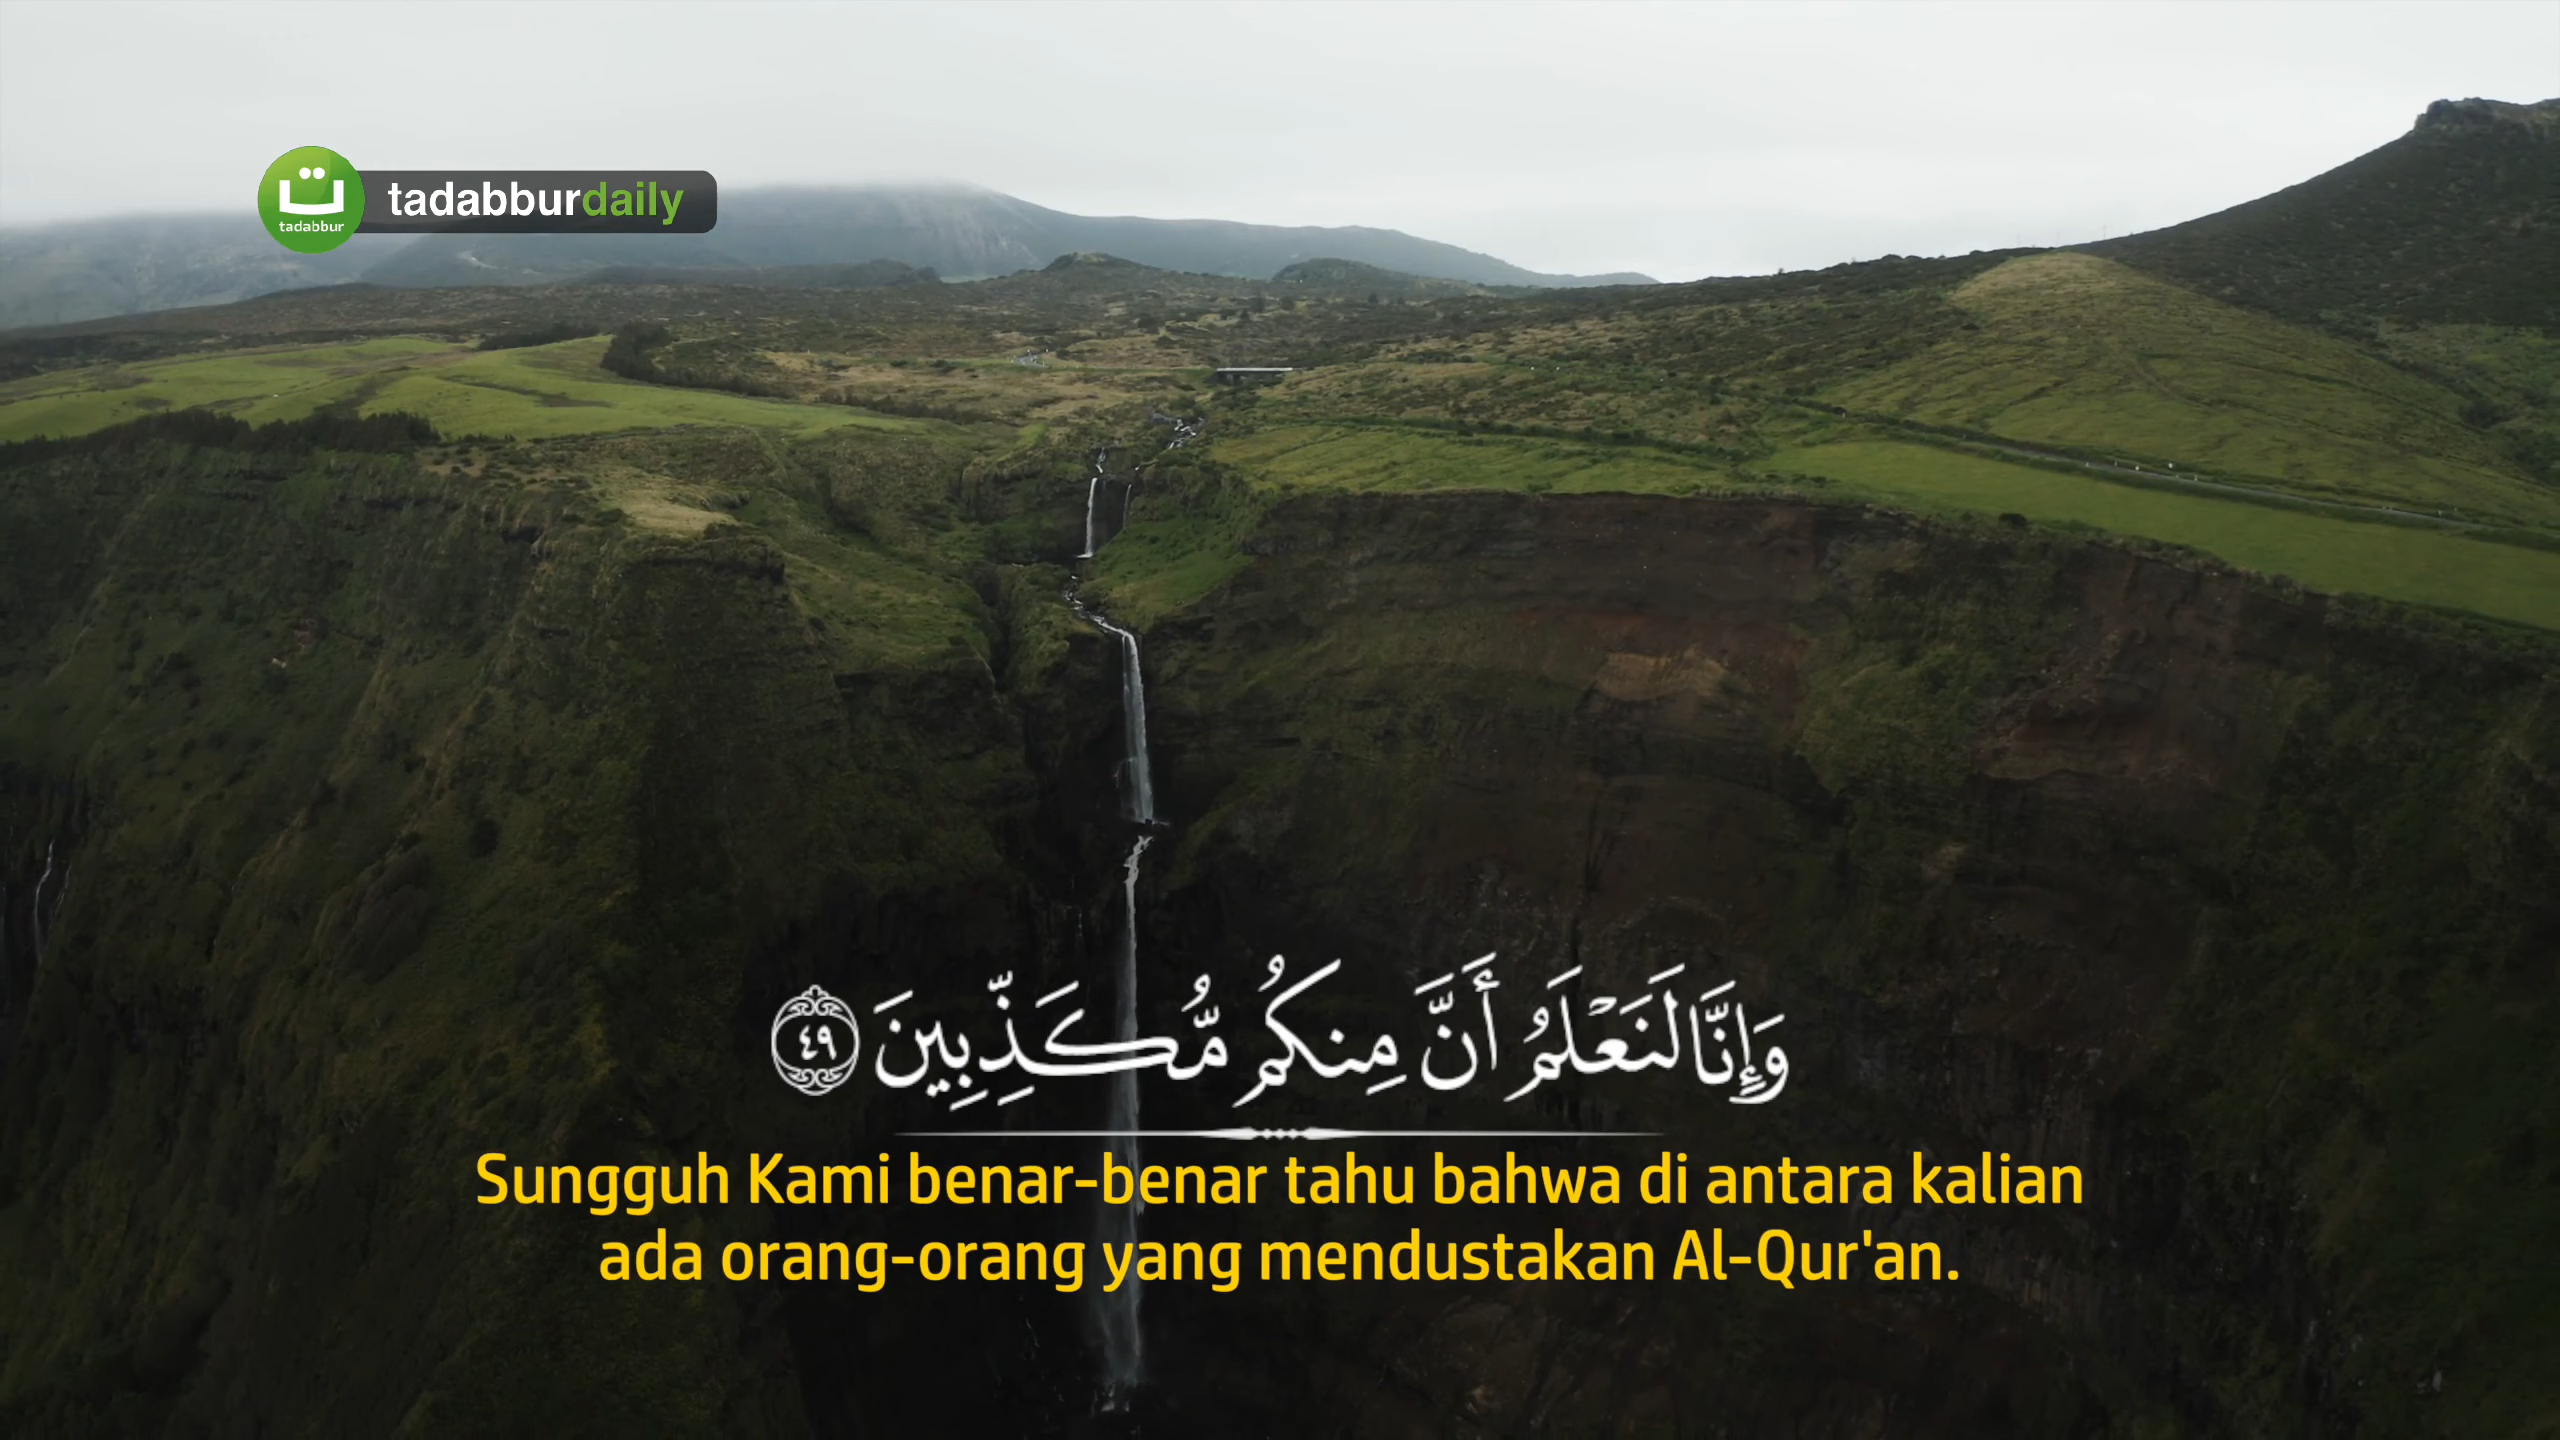 tadabbur
tadabburdaily
وَإِنَّا لَنَعْلَمُ أَنَّ مِنكُم مُّكَذِّبِينَ ٤٩
Sungguh Kami benar-benar tahu bahwa di antara kalian
ada orang-orang yang mendustakan Al-Qur'an.